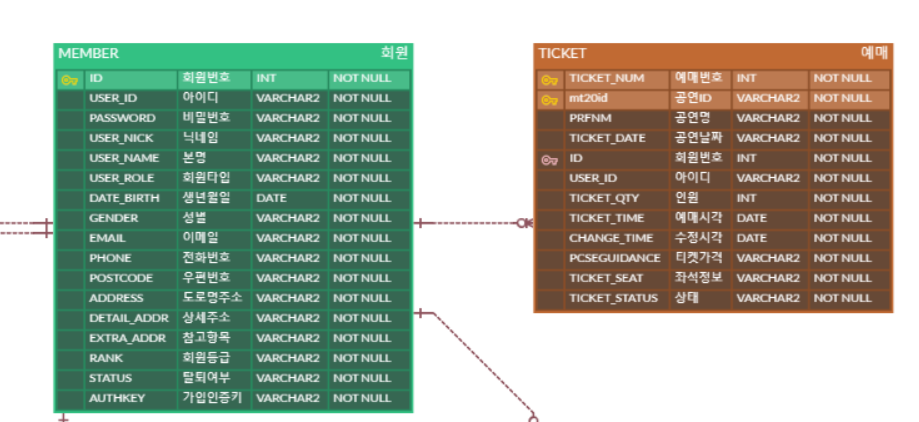 MEMBER 회원
ID 회원번호 INT NOT NULL
USER_ID 아이디 VARCHAR2 NOT NULL
PASSWORD 비밀번호 VARCHAR2 NOT NULL
USER_NICK 닉네임 VARCHAR2 NOT NULL
USER_NAME 본명 VARCHAR2 NOT NULL
USER_ROLE 회원타입 VARCHAR2 NOT NULL
DATE_BIRTH 생년월일 DATE NOT NULL
GENDER 성별 VARCHAR2 NOT NULL
EMAIL 이메일 VARCHAR2 NOT NULL
PHONE 전화번호 VARCHAR2 NOT NULL
POSTCODE 우편번호 VARCHAR2 NOT NULL
ADDRESS 도로명주소 VARCHAR2 NOT NULL
DETAIL_ADDR 상세주소 VARCHAR2 NOT NULL
EXTRA_ADDR 참고항목 VARCHAR2 NOT NULL
RANK 회원등급 VARCHAR2 NOT NULL
STATUS 탈퇴여부 VARCHAR2 NOT NULL
AUTHKEY 가입인증키 VARCHAR2 NOT NULL
TICKET 예매
TICKET_NUM 예매번호 INT NOT NULL
mt20id 공연ID VARCHAR2 NOT NULL
PRFNM 공연명 VARCHAR2 NOT NULL
TICKET_DATE 공연날짜 VARCHAR2 NOT NULL
ID 회원번호 INT NOT NULL
USER_ID 아이디 VARCHAR2 NOT NULL
TICKET_QTY 인원 INT NOT NULL
TICKET_TIME 예매시각 DATE NOT NULL
CHANGE_TIME 수정시각 DATE NOT NULL
PCSEGUIDANCE 티켓가격 VARCHAR2 NOT NULL
TICKET_SEAT 좌석정보 VARCHAR2 NOT NULL
TICKET_STATUS 상태 VARCHAR2 NOT NULL